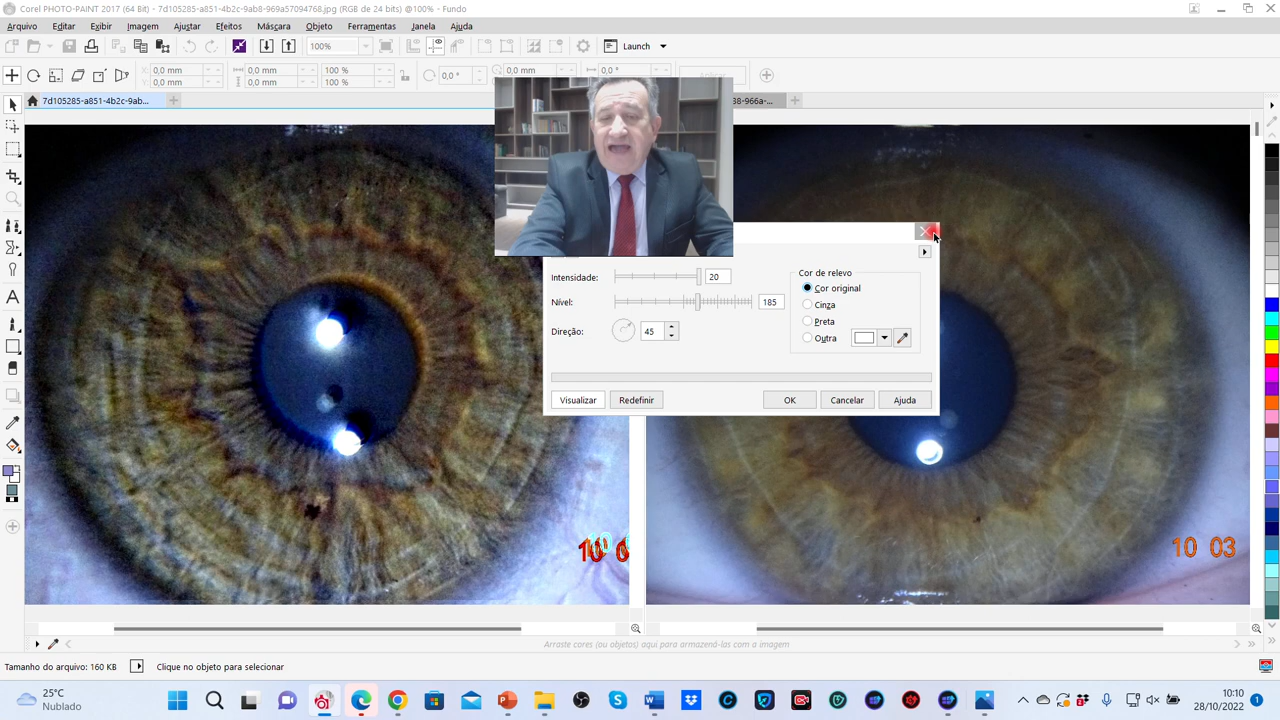 Corel PHOTO-PAINT 2017 (64 Bit) - 7d105285-a851-4b2c-9ab8-969a57094768.jpg (RGB de 24 bits) @100% - Fundo
Arquivo Editar Exibir Imagem Ajustar Efeitos Máscara Objeto Ferramentas Janela Ajuda
100% Launch
X: 0,0 mm 0,0 mm 100 % 0,0 ° 0,0 mm 0,0 ° Aplicar
Y: 0,0 mm 0,0 mm 100 %
7d105285-a851-4b2c-9ab... 38-966a-...
Intensidade: 20
Nível: 185
Direção: 45
Cor de relevo
Cor original
Cinza
Preta
Outra
Visualizar Redefinir OK Cancelar Ajuda
10 0
10 03
Arraste cores (ou objetos) aqui para armazená-las com a imagem
Tamanho do arquivo: 160 KB Clique no objeto para selecionar
25°C
Nublado
10:10
28/10/2022
1